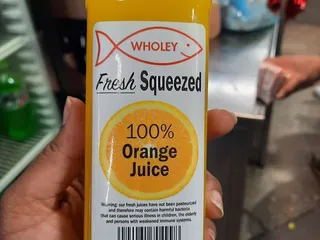 WHOLEY
Fresh Squeezed
100%
Orange
Juice
Warning: our fresh juices have not been pasteurized
and therefore may contain harmful bacteria
that can cause serious illness in children, the elderly
and persons with weakened immune systems.